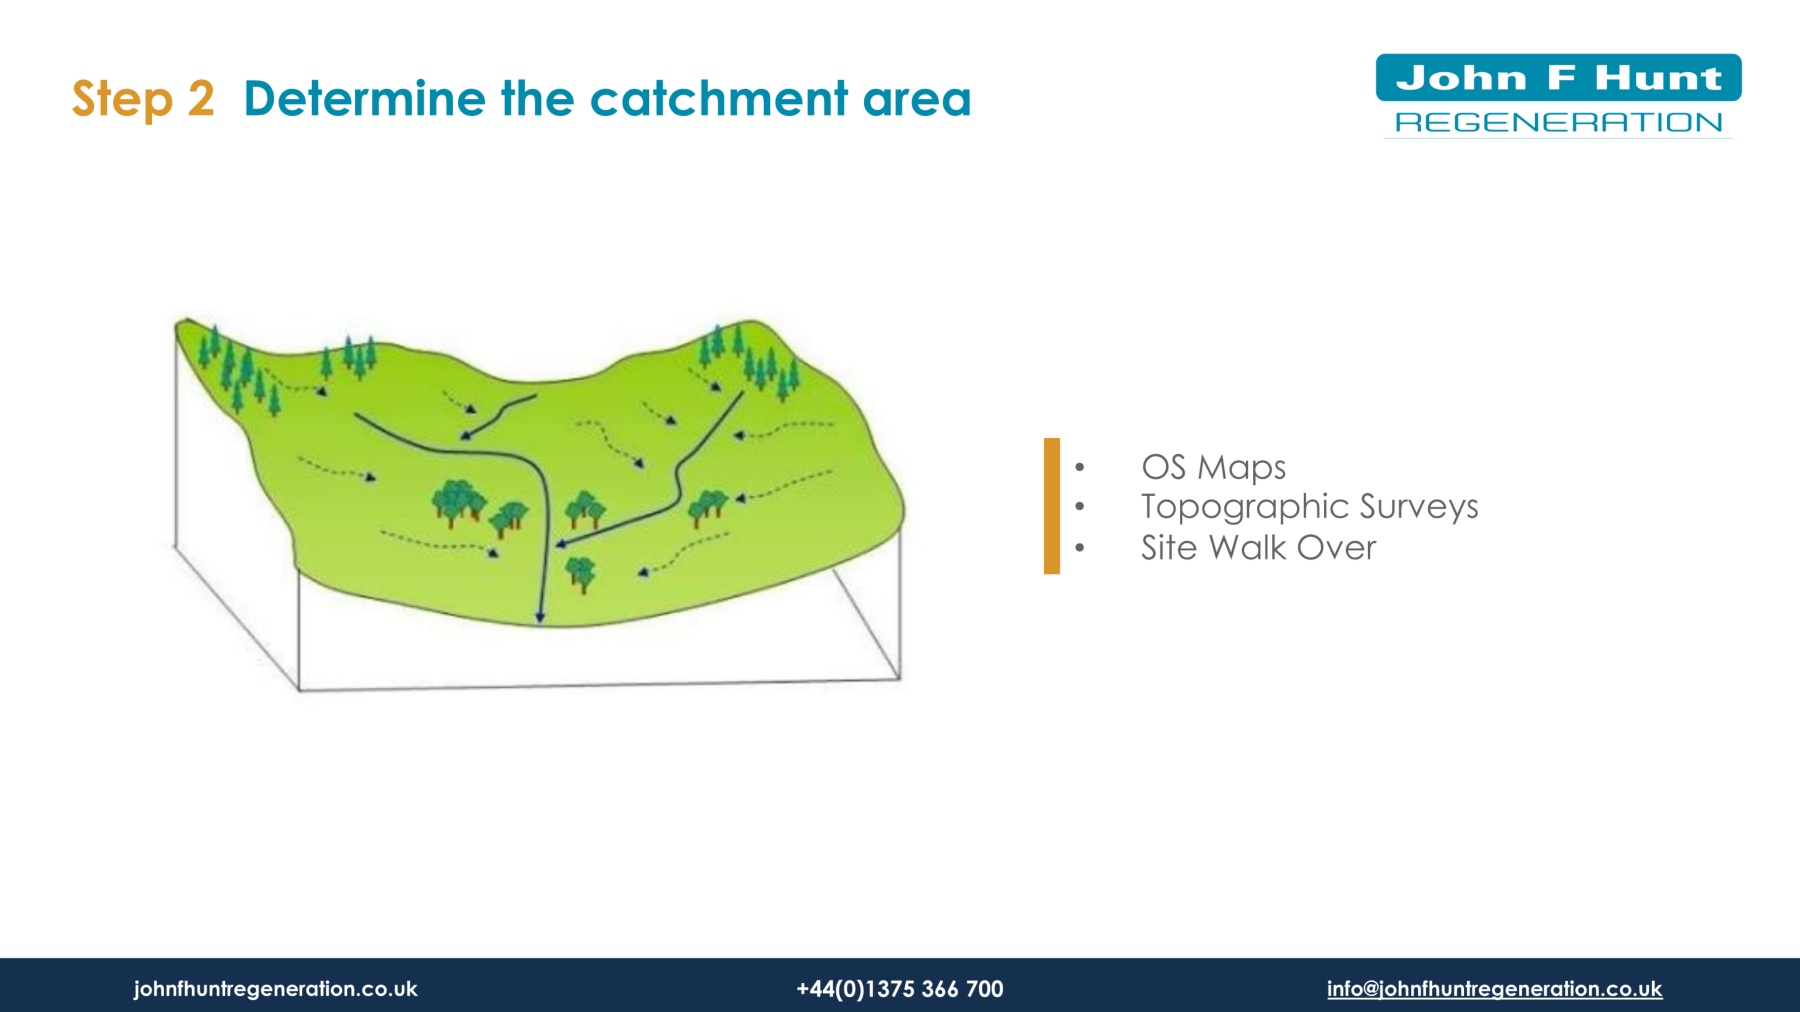 Step 2 Determine the catchment area
John F Hunt
REGENERATION
• OS Maps
• Topographic Surveys
• Site Walk Over
johnfhuntregeneration.co.uk
+44(0)1375 366 700
info@johnfhuntregeneration.co.uk